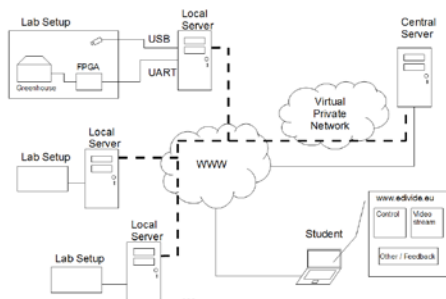 Lab Setup
Local
Server
USB
FPGA
UART
Greenhouse
Central
Server
Virtual
Private
Network
Local
Server
Lab Setup
WWW
www.edivide.eu
Control
Video
stream
Other / Feedback
Student
Local
Server
Lab Setup